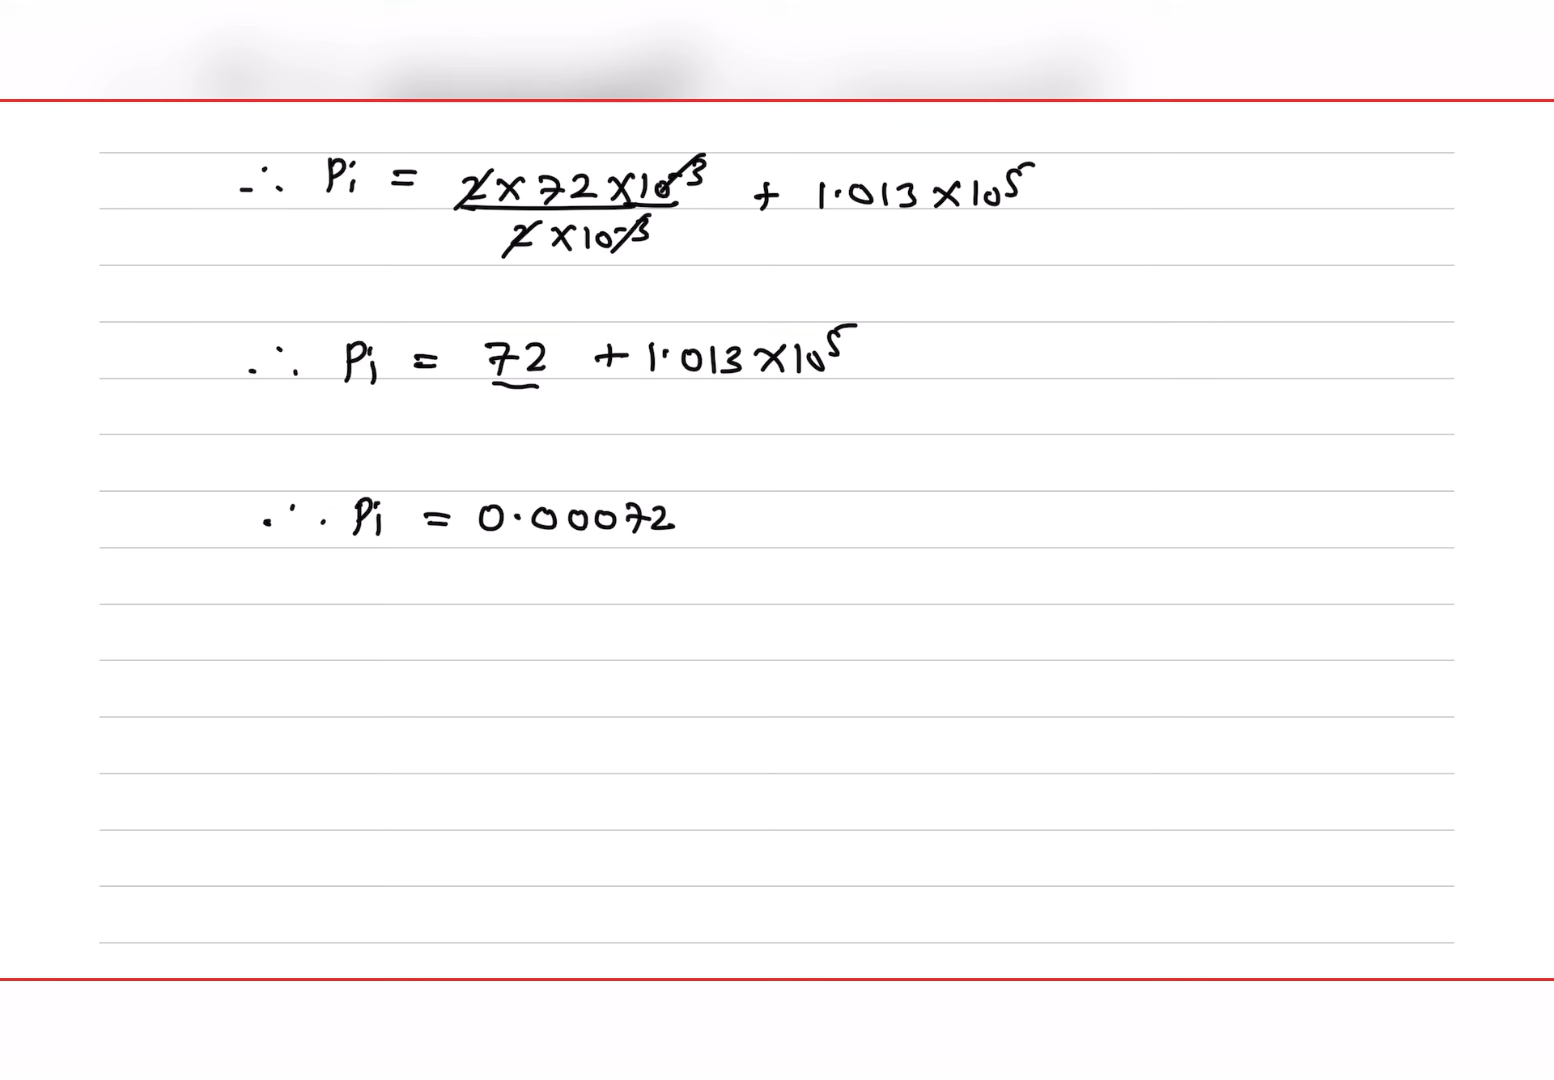 ∴ Pi = 2 × 72 × 10⁻³ / 2 × 10⁻³ + 1.013 × 10⁵
∴ Pi = 72 + 1.013 × 10⁵
∴ Pi = 0.00072